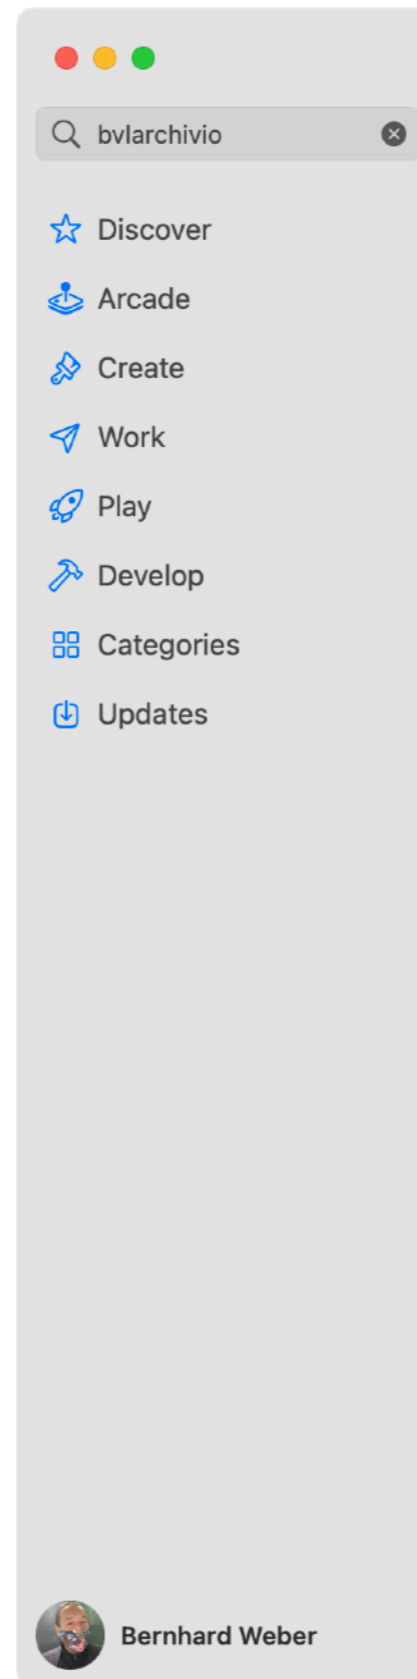 bvlarchivio
Discover
Arcade
Create
Work
Play
Develop
Categories
Updates
Bernhard Weber